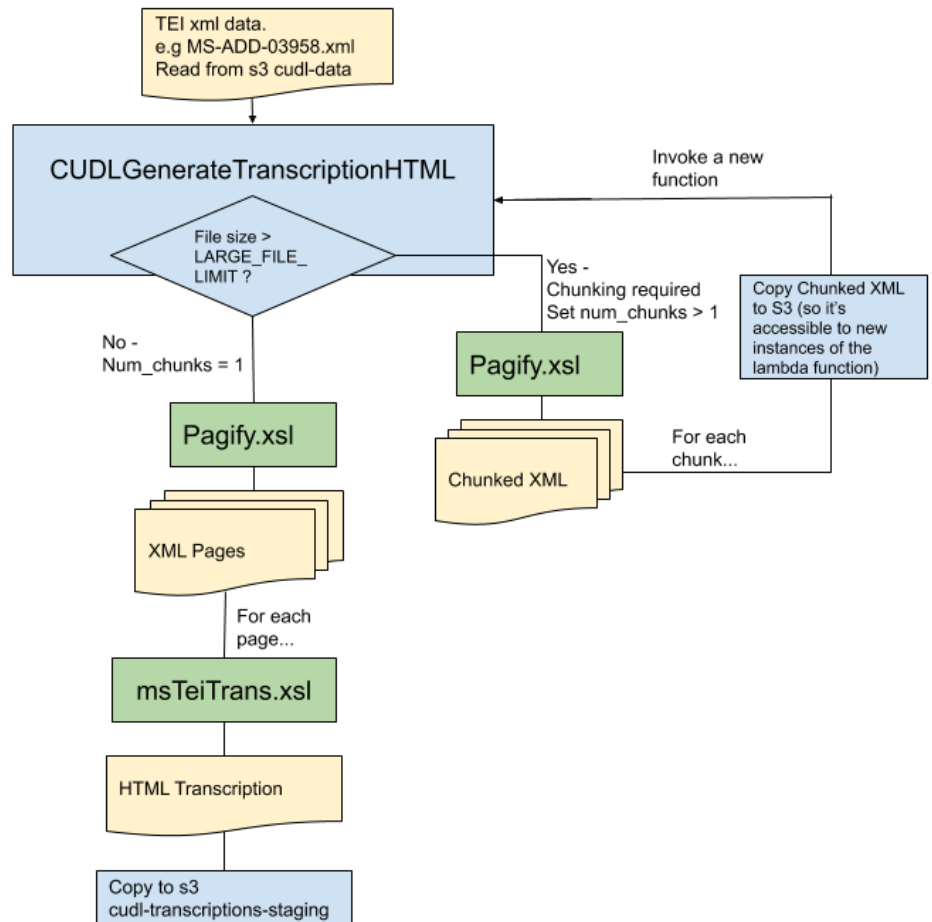 TEI xml data.
e.g MS-ADD-03958.xml
Read from s3 cudl-data
CUDLGenerateTranscriptionHTML
File size >
LARGE_FILE_
LIMIT ?
Invoke a new
function
Yes -
Chunking required
Set num_chunks > 1
Copy Chunked XML
to S3 (so it's
accessible to new
instances of the
lambda function)
No -
Num_chunks = 1
Pagify.xsl
Pagify.xsl
Chunked XML
For each
chunk...
XML Pages
For each
page...
msTeiTrans.xsl
HTML Transcription
Copy to s3
cudl-transcriptions-staging